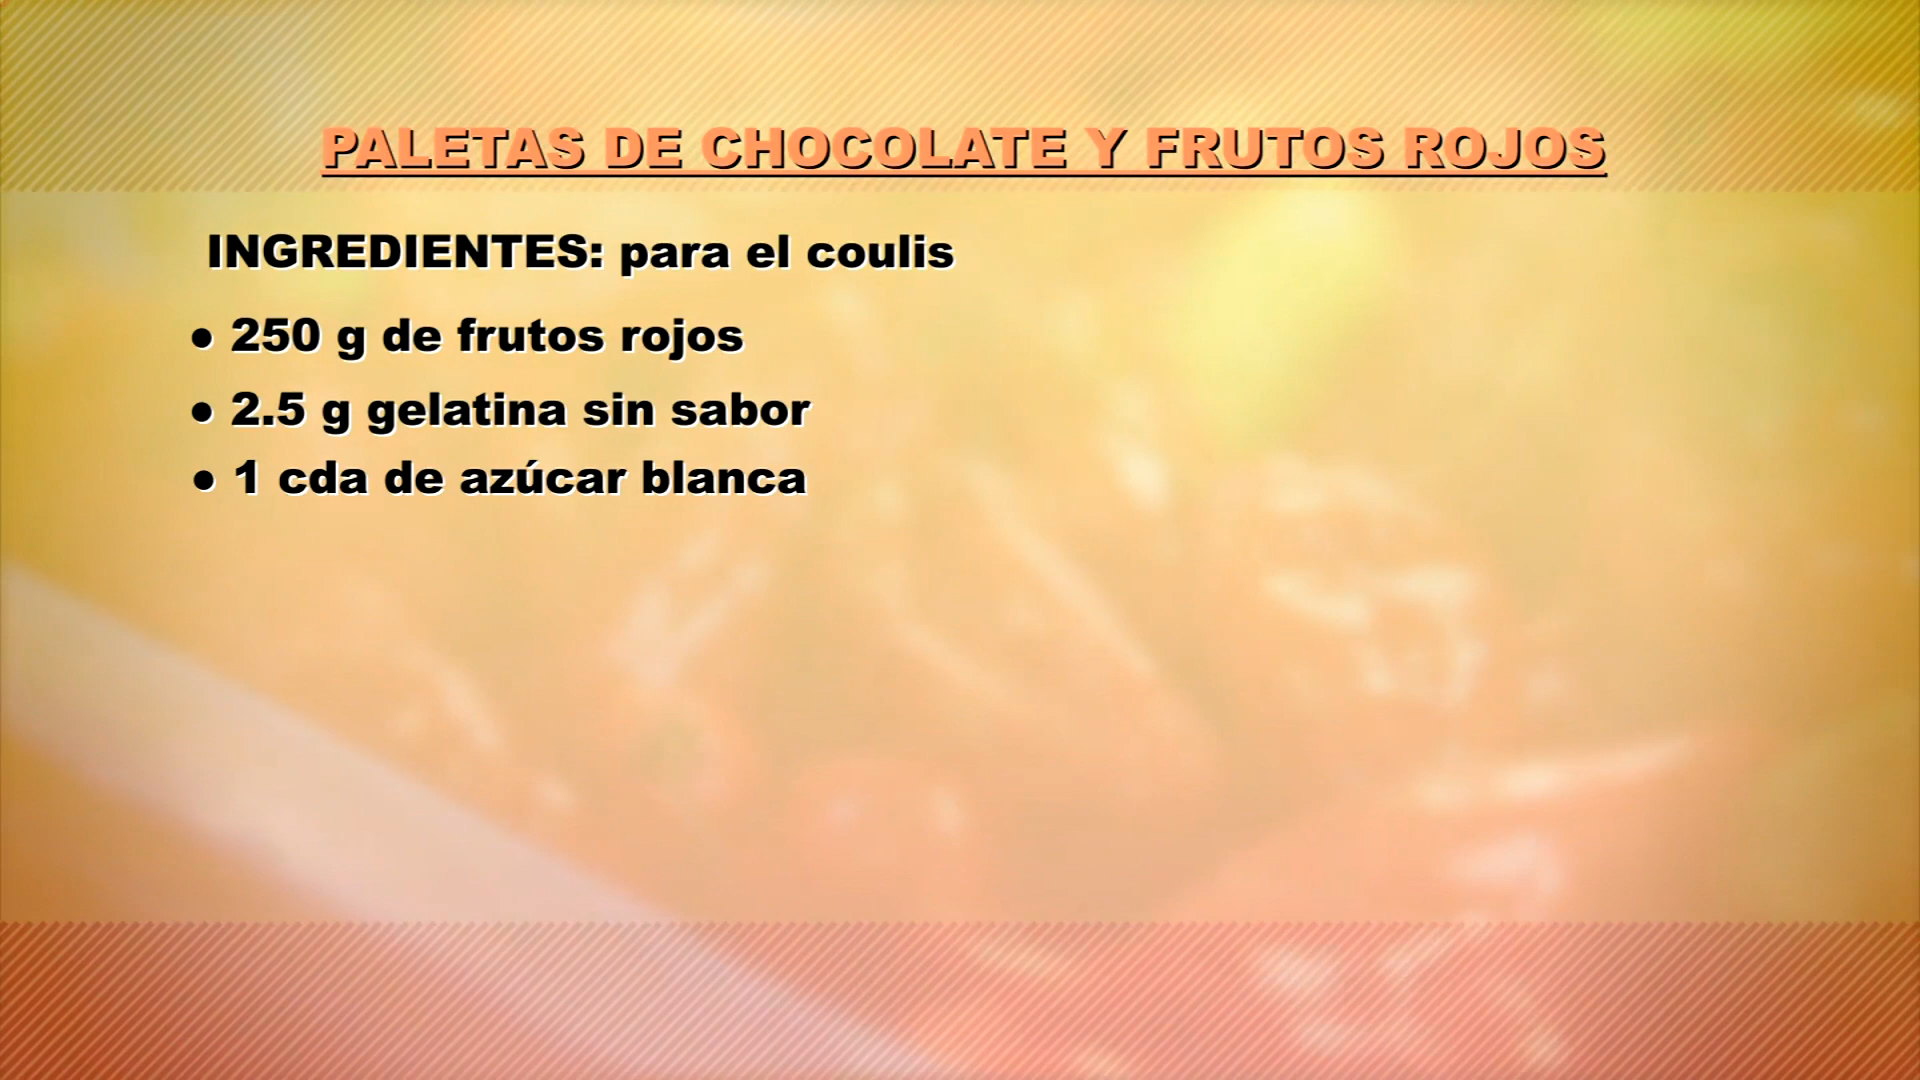 PALETAS DE CHOCOLATE Y FRUTOS ROJOS
INGREDIENTES: para el coulis
● 250 g de frutos rojos
● 2.5 g gelatina sin sabor
● 1 cda de azúcar blanca